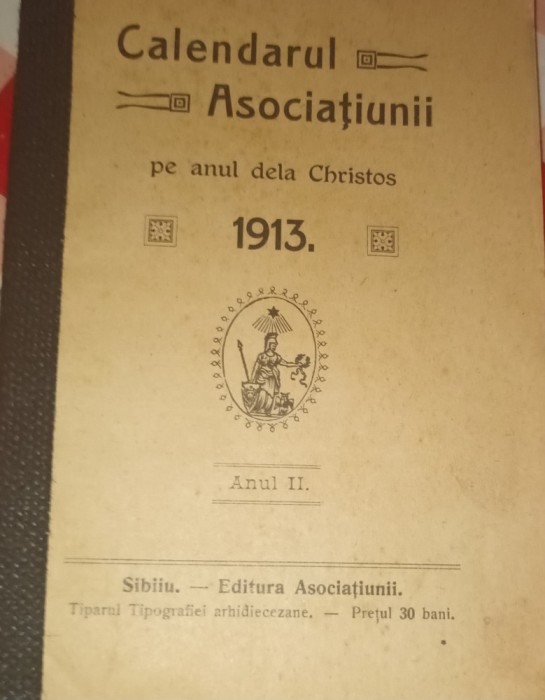 Calendarul
Asociațiunii
pe anul dela Christos
1913.
Anul II.
Sibiiu. — Editura Asociațiunii.
Tiparul Tipografiei arhidiecezane. — Prețul 30 bani.